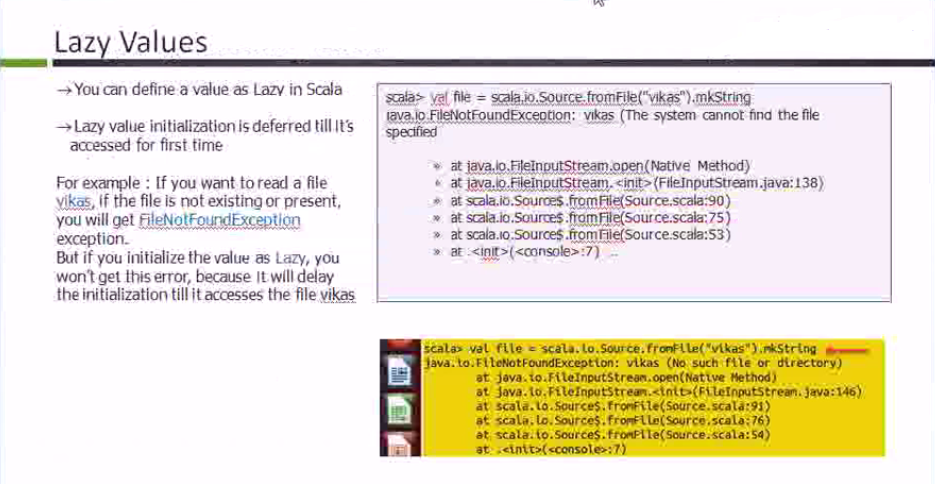 Lazy Values
→You can define a value as Lazy in Scala
→Lazy value initialization is deferred till it's
accessed for first time
For example : If you want to read a file
vikas, if the file is not existing or present,
you will get FileNotFoundException
exception.
But if you initialize the value as Lazy, you
won't get this error, because it will delay
the initialization till it accesses the file vikas
scala> val file = scala.io.Source.fromFile("vikas").mkString
java.io.FileNotFoundException: vikas (The system cannot find the file
specified
» at java.io.FileInputStream.open(Native Method)
» at java.io.FileInputStream.<init>(FileInputStream.java:138)
» at scala.io.Source$.fromFile(Source.scala:90)
» at scala.io.Source$.fromFile(Source.scala:75)
» at scala.io.Source$.fromFile(Source.scala:53)
» at .<init>(<console>:7) ..
scala> val file = scala.io.Source.fromFile("vikas").mkString
java.io.FileNotFoundException: vikas (No such file or directory)
at java.io.FileInputStream.open(Native Method)
at java.io.FileInputStream.<init>(FileInputStream.java:146)
at scala.io.Source$.fromFile(Source.scala:91)
at scala.io.Source$.fromFile(Source.scala:76)
at scala.io.Source$.fromFile(Source.scala:54)
at .<init>(<console>:7)